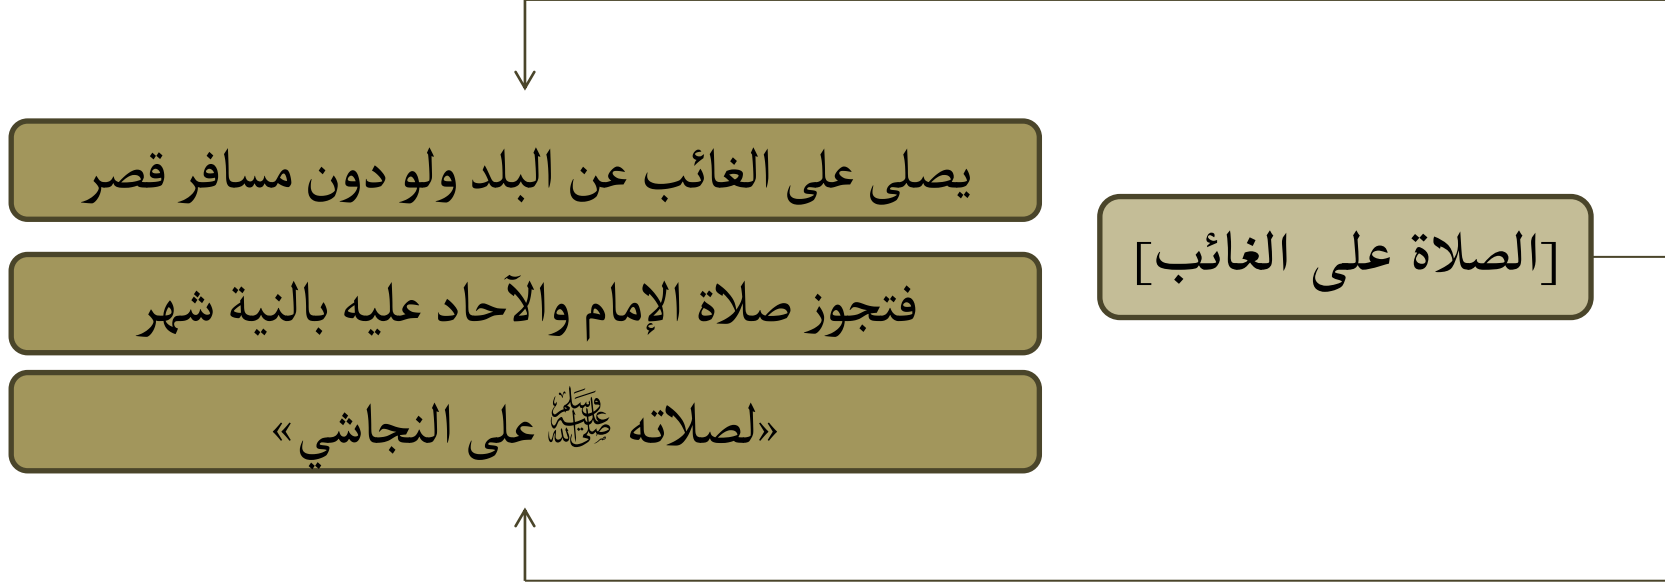 [الصلاة على الغائب]
يصلى على الغائب عن البلد ولو دون مسافر قصر
فتجوز صلاة الإمام والآحاد عليه بالنية شهر
«لصلاته ﷺ على النجاشي»